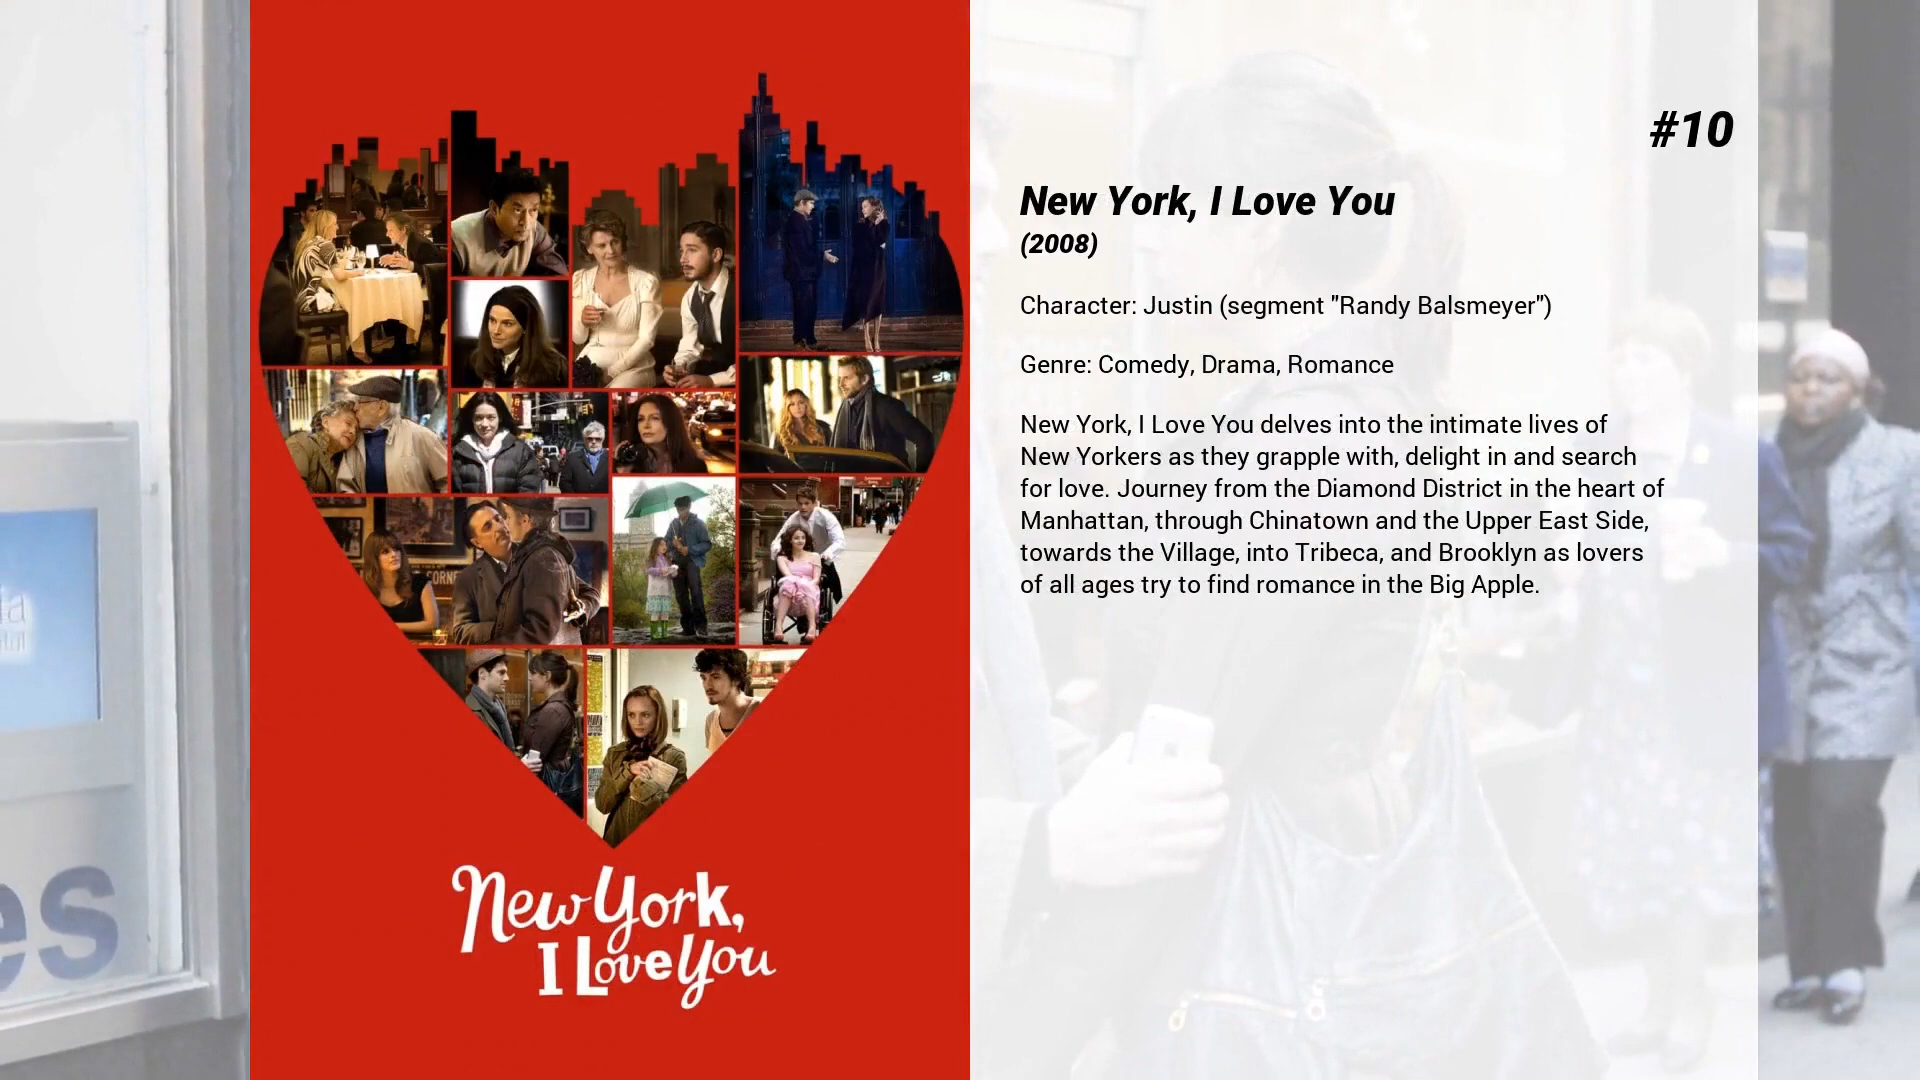 #10
New York, I Love You
(2008)
Character: Justin (segment "Randy Balsmeyer")
Genre: Comedy, Drama, Romance
New York, I Love You delves into the intimate lives of
New Yorkers as they grapple with, delight in and search
for love. Journey from the Diamond District in the heart of
Manhattan, through Chinatown and the Upper East Side,
towards the Village, into Tribeca, and Brooklyn as lovers
of all ages try to find romance in the Big Apple.
New York,
I Love You
es